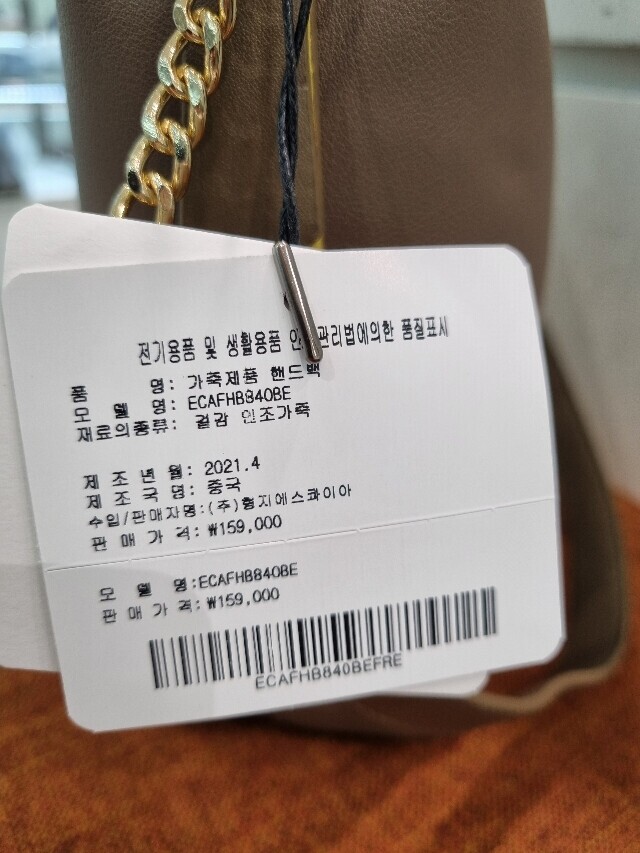 전기용품 및 생활용품 안 관리법에의한 품질표시
품 명: 가죽제품 핸드백
모 델 명: ECAFHB840BE
재료의종류: 겉감 인조가죽
제 조 년 월: 2021.4
제 조 국 명: 중국
수입/판매자명:(주)형지에스콰이아
판 매 가 격: ₩159,000
모 델 명:ECAFHB840BE
판 매 가 격:₩159,000
ECAFHB840BEFRE